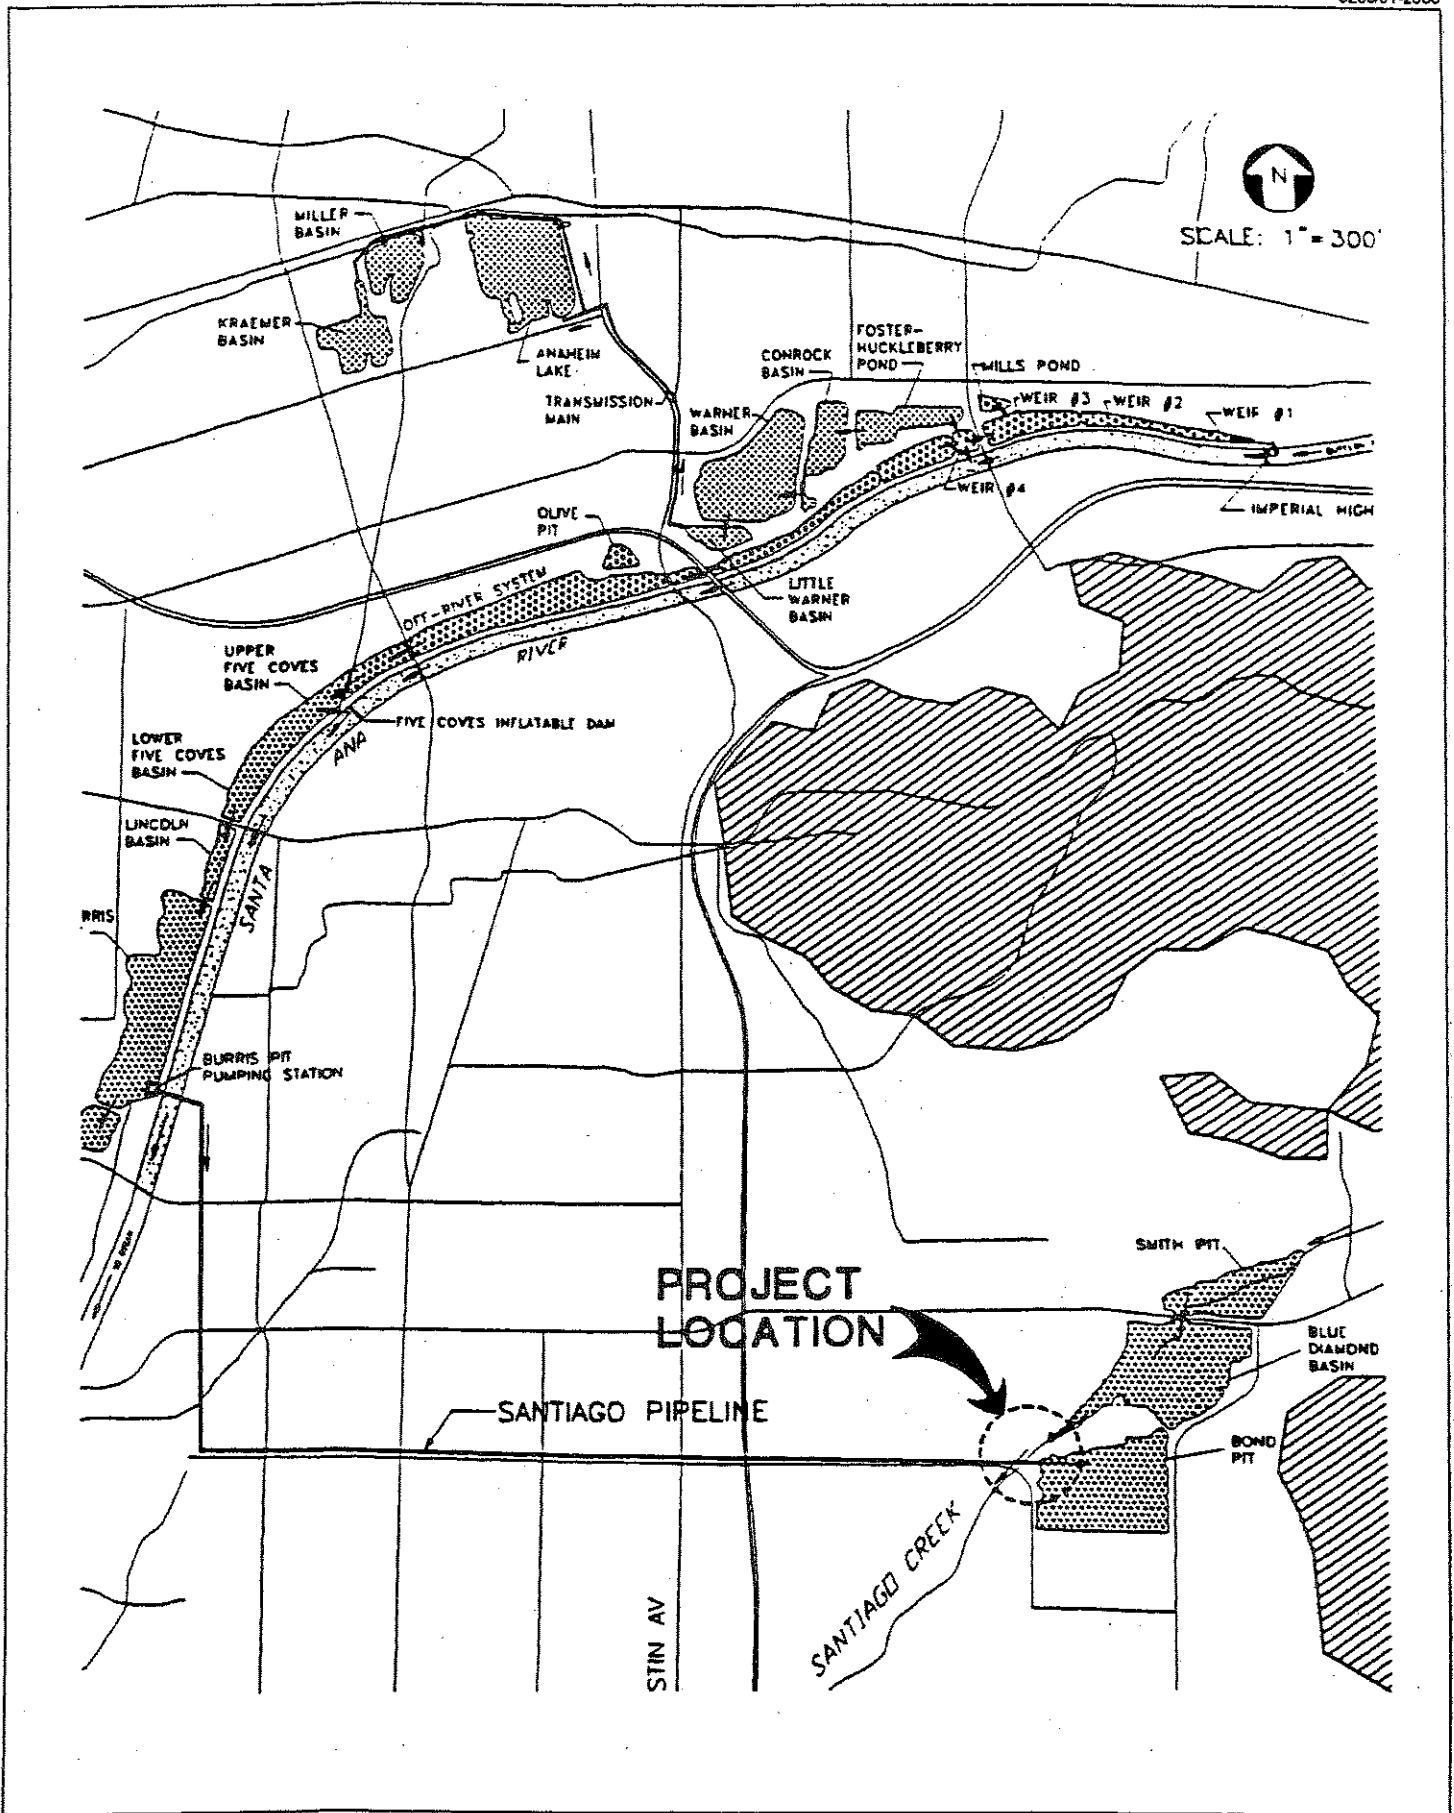 N
SCALE: 1"=300'
MILLER
BASIN
KRAEMER
BASIN
ANAHEIM
LAKE
TRANSMISSION
MAIN
WARNER
BASIN
CONROCK
BASIN
FOSTER-
HUCKLEBERRY
POND
MILLS POND
WEIR #3
WEIR #2
WEIR #1
WEIR #4
IMPERIAL HIGH
OLIVE
PIT
LITTLE
WARNER
BASIN
OFF-RIVER SYSTEM
RIVER
UPPER
FIVE COVES
BASIN
FIVE COVES INFLATABLE DAM
ANA
LOWER
FIVE COVES
BASIN
LINCOLN
BASIN
SANTA
RRIS
BURRIS PIT
PUMPING STATION
SMITH PIT
PROJECT
LOCATION
BLUE
DIAMOND
BASIN
SANTIAGO PIPELINE
BOND
PIT
SANTIAGO CREEK
STIN AV